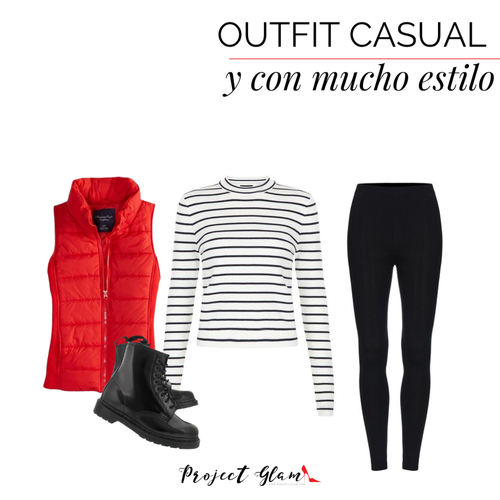 OUTFIT CASUAL
y con mucho estilo
Project Glam